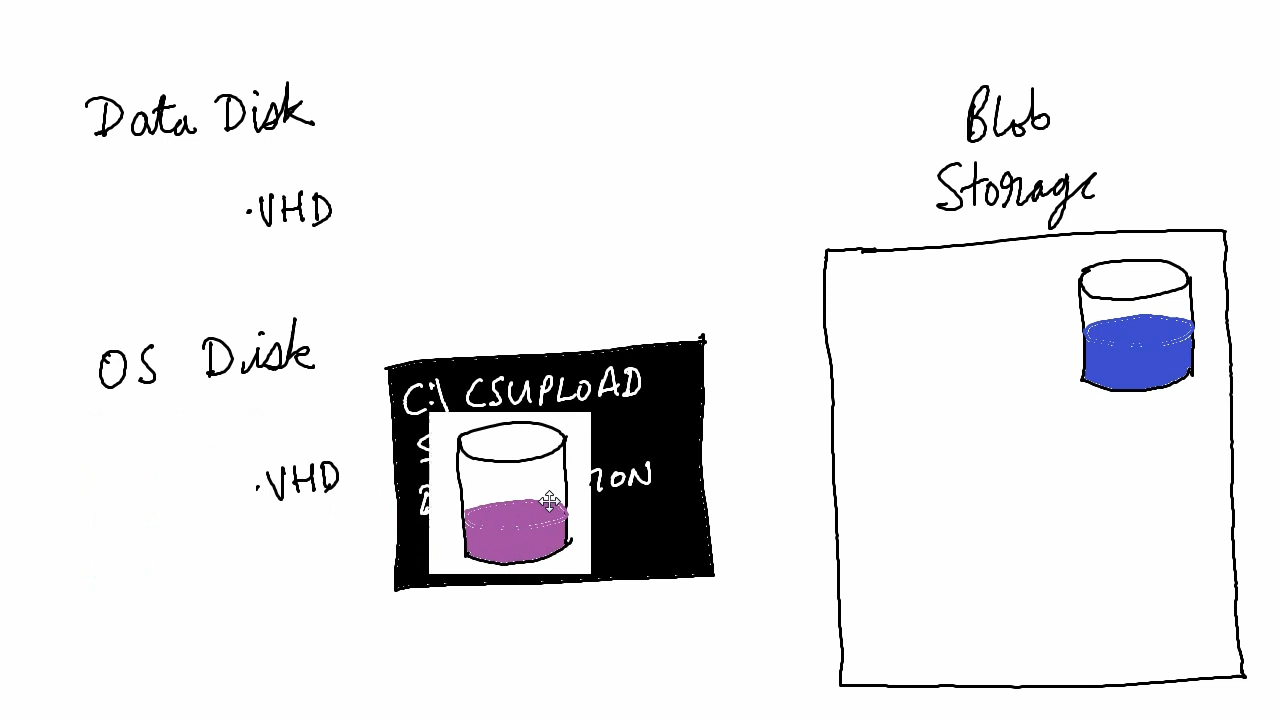 Data Disk
.VHD
OS Disk
.VHD
C:\ CSUPLOAD
Blob
Storage